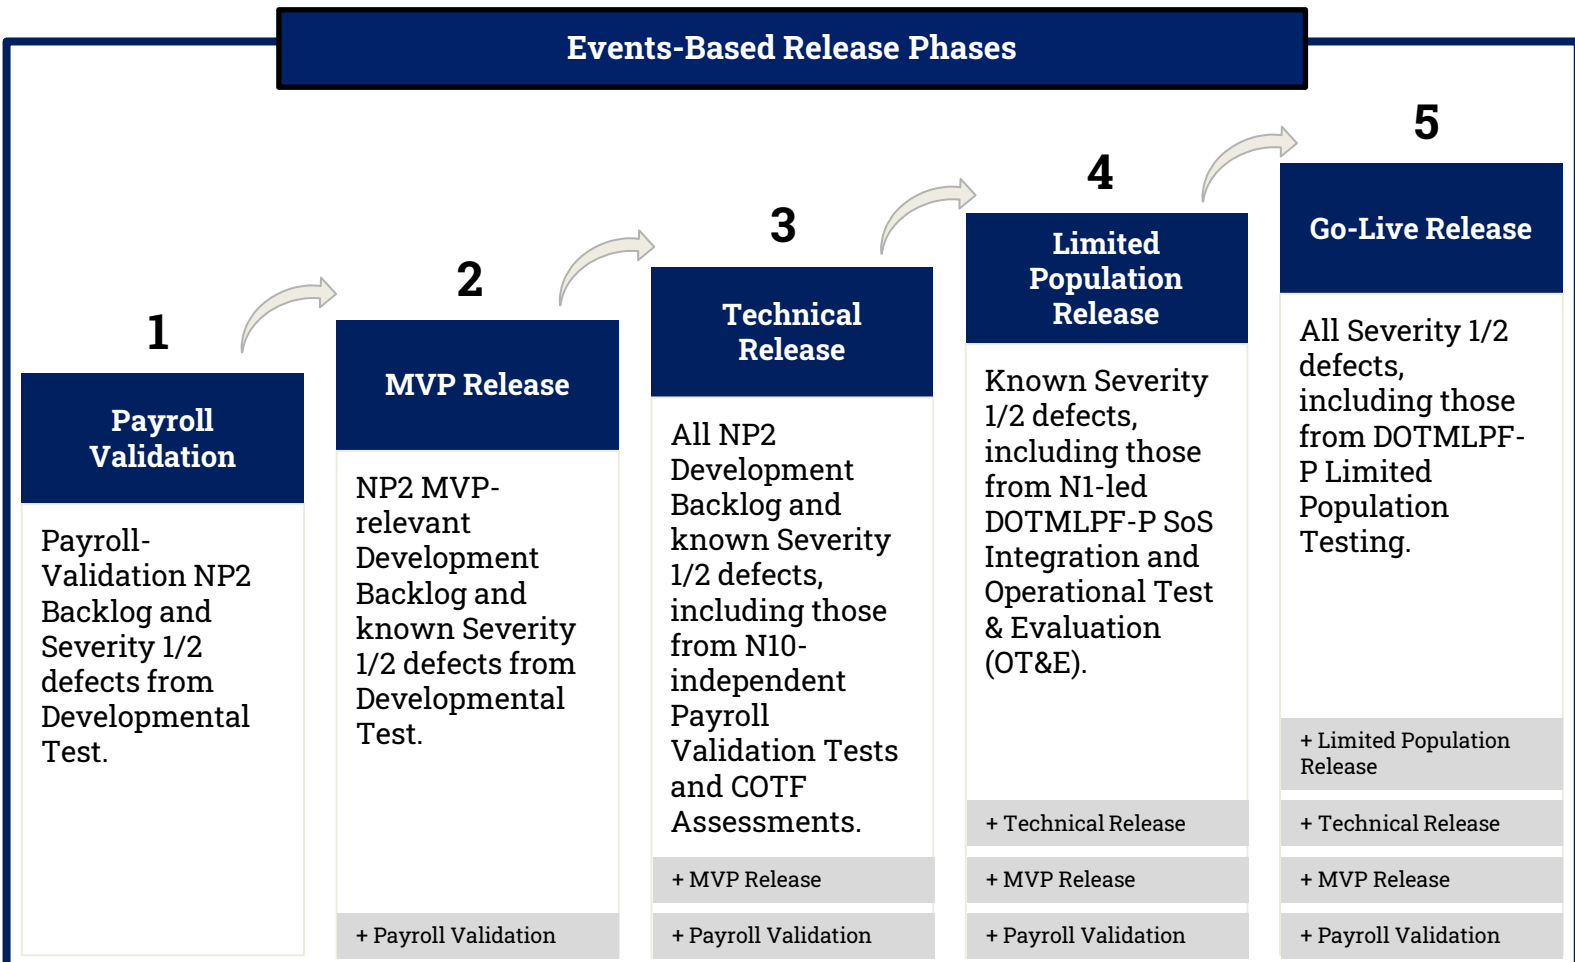 Events-Based Release Phases
1
Payroll
Validation
Payroll-
Validation NP2
Backlog and
Severity 1/2
defects from
Developmental
Test.
2
MVP Release
NP2 MVP-
relevant
Development
Backlog and
known Severity
1/2 defects from
Developmental
Test.
+ Payroll Validation
3
Technical
Release
All NP2
Development
Backlog and
known Severity
1/2 defects,
including those
from N10-
independent
Payroll
Validation Tests
and COTF
Assessments.
+ MVP Release
+ Payroll Validation
4
Limited
Population
Release
Known Severity
1/2 defects,
including those
from N1-led
DOTMLPF-P SoS
Integration and
Operational Test
& Evaluation
(OT&E).
+ Technical Release
+ MVP Release
+ Payroll Validation
5
Go-Live Release
All Severity 1/2
defects,
including those
from DOTMLPF-
P Limited
Population
Testing.
+ Limited Population
Release
+ Technical Release
+ MVP Release
+ Payroll Validation